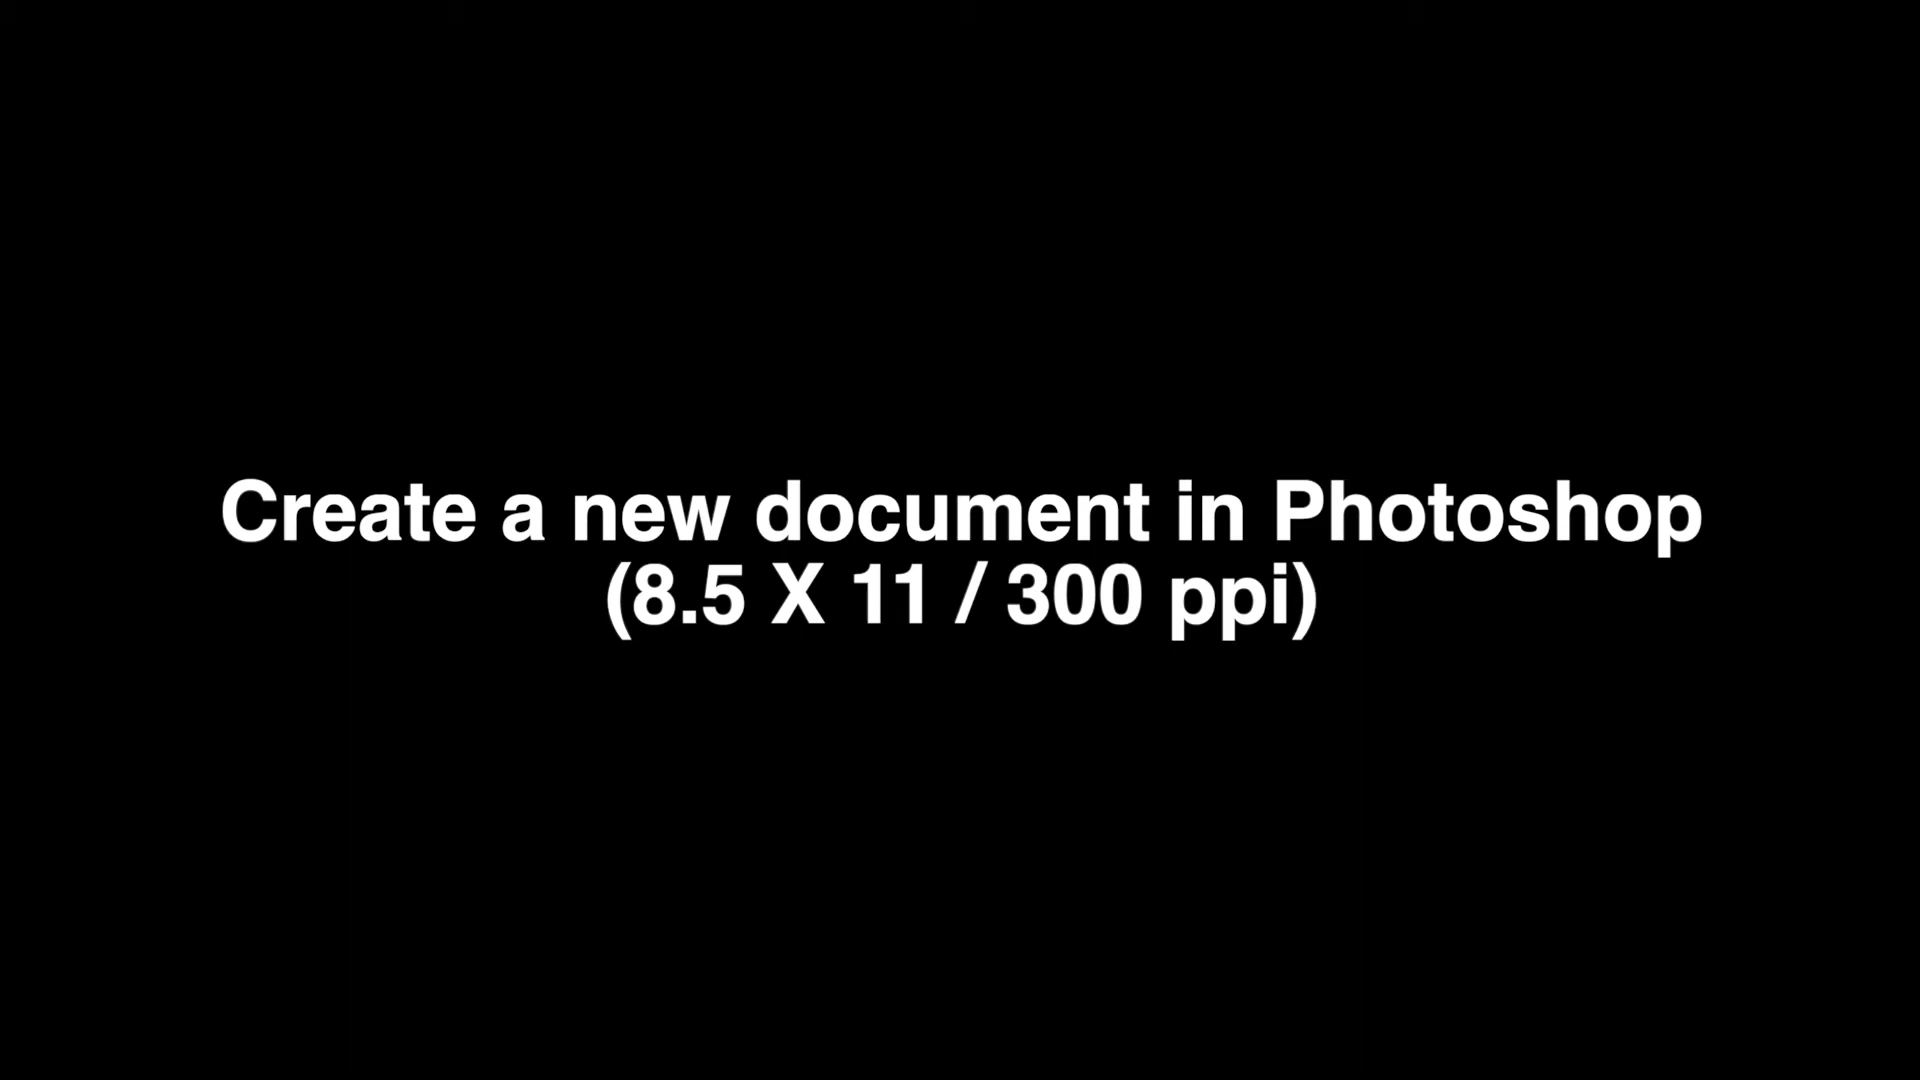 Create a new document in Photoshop
(8.5 X 11 / 300 ppi)